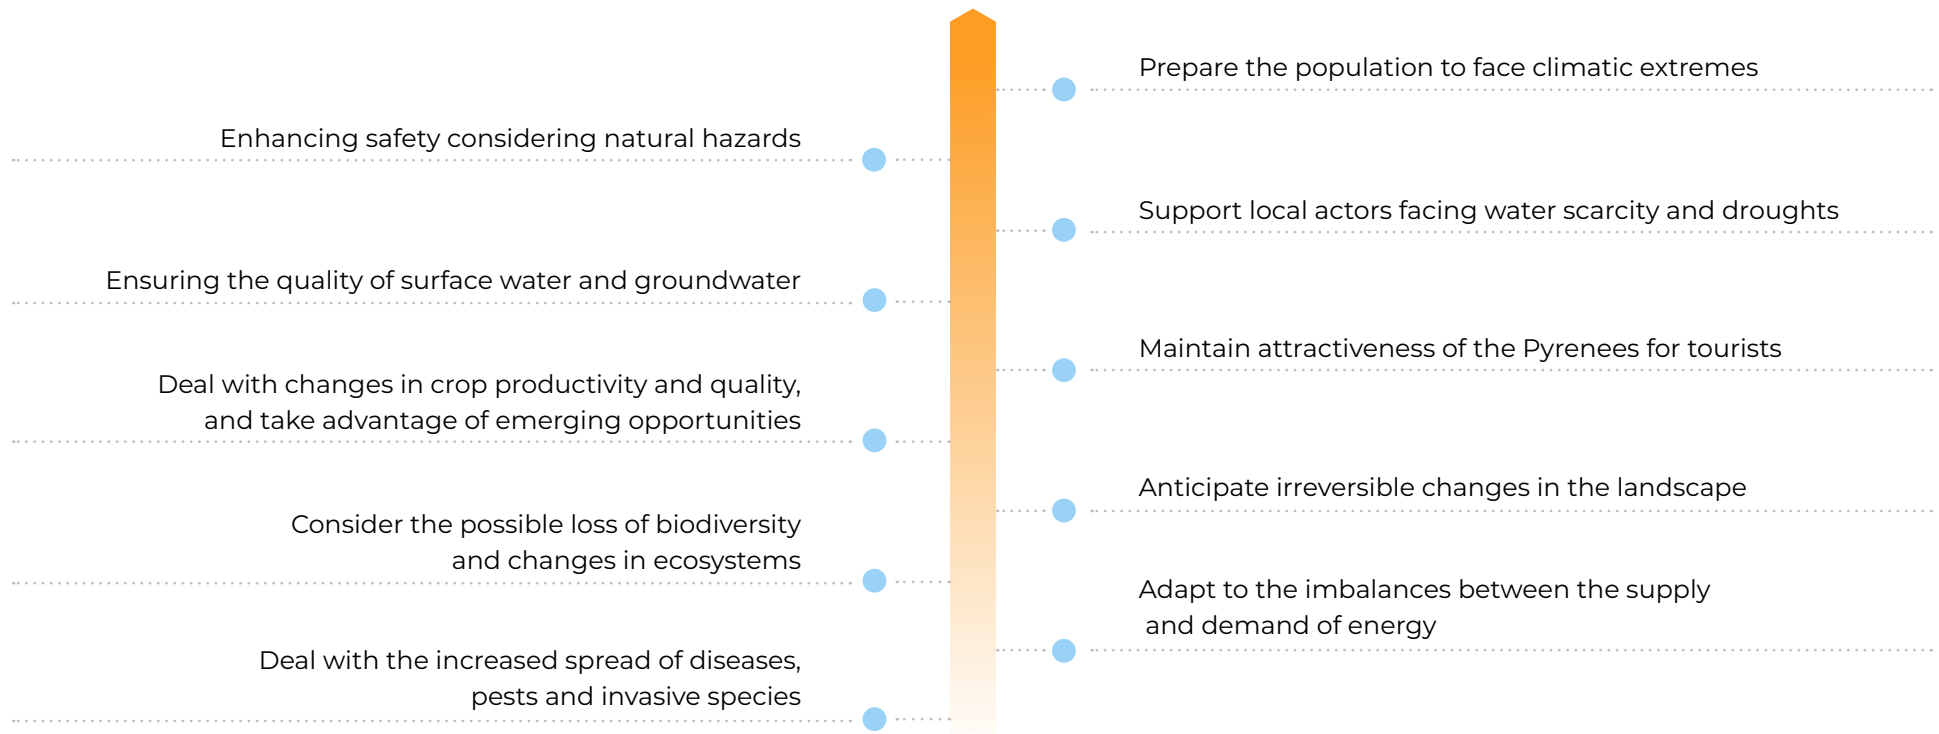 Prepare the population to face climatic extremes
Enhancing safety considering natural hazards
Support local actors facing water scarcity and droughts
Ensuring the quality of surface water and groundwater
Maintain attractiveness of the Pyrenees for tourists
Deal with changes in crop productivity and quality,
and take advantage of emerging opportunities
Anticipate irreversible changes in the landscape
Consider the possible loss of biodiversity
and changes in ecosystems
Adapt to the imbalances between the supply
and demand of energy
Deal with the increased spread of diseases,
pests and invasive species